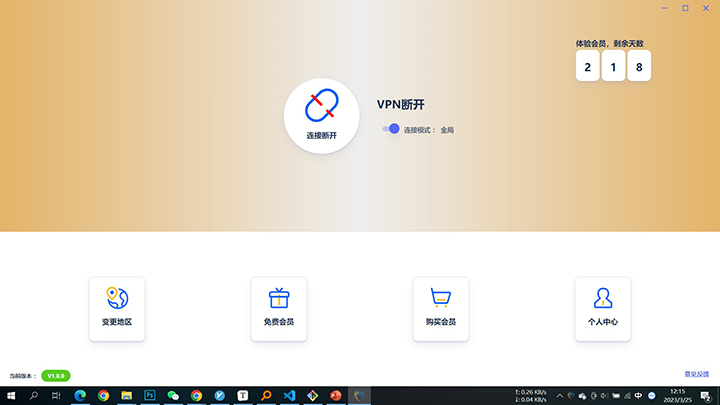 体验会员，剩余天数
2 1 8
VPN断开
连接断开
连接模式： 全局
变更地区
免费会员
购买会员
个人中心
当前版本：
V1.0.0
意见反馈
↑: 0.26 KB/s
↓: 0.04 KB/s
中
12:15
2023/3/25